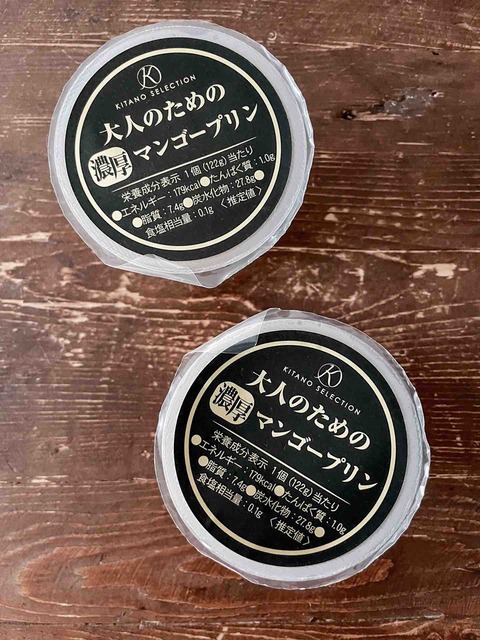 KITANO SELECTION
大人のための
濃厚 マンゴープリン
栄養成分表示 1個(122g)当たり
●エネルギー:179kcal●たんぱく質:1.0g
●脂質:7.4g●炭水化物:27.8g●
食塩相当量:0.1g〈推定値〉
KITANO SELECTION
大人のための
濃厚 マンゴープリン
栄養成分表示 1個(122g)当たり
●エネルギー:179kcal●たんぱく質:1.0g
●脂質:7.4g●炭水化物:27.8g●
食塩相当量:0.1g〈推定値〉